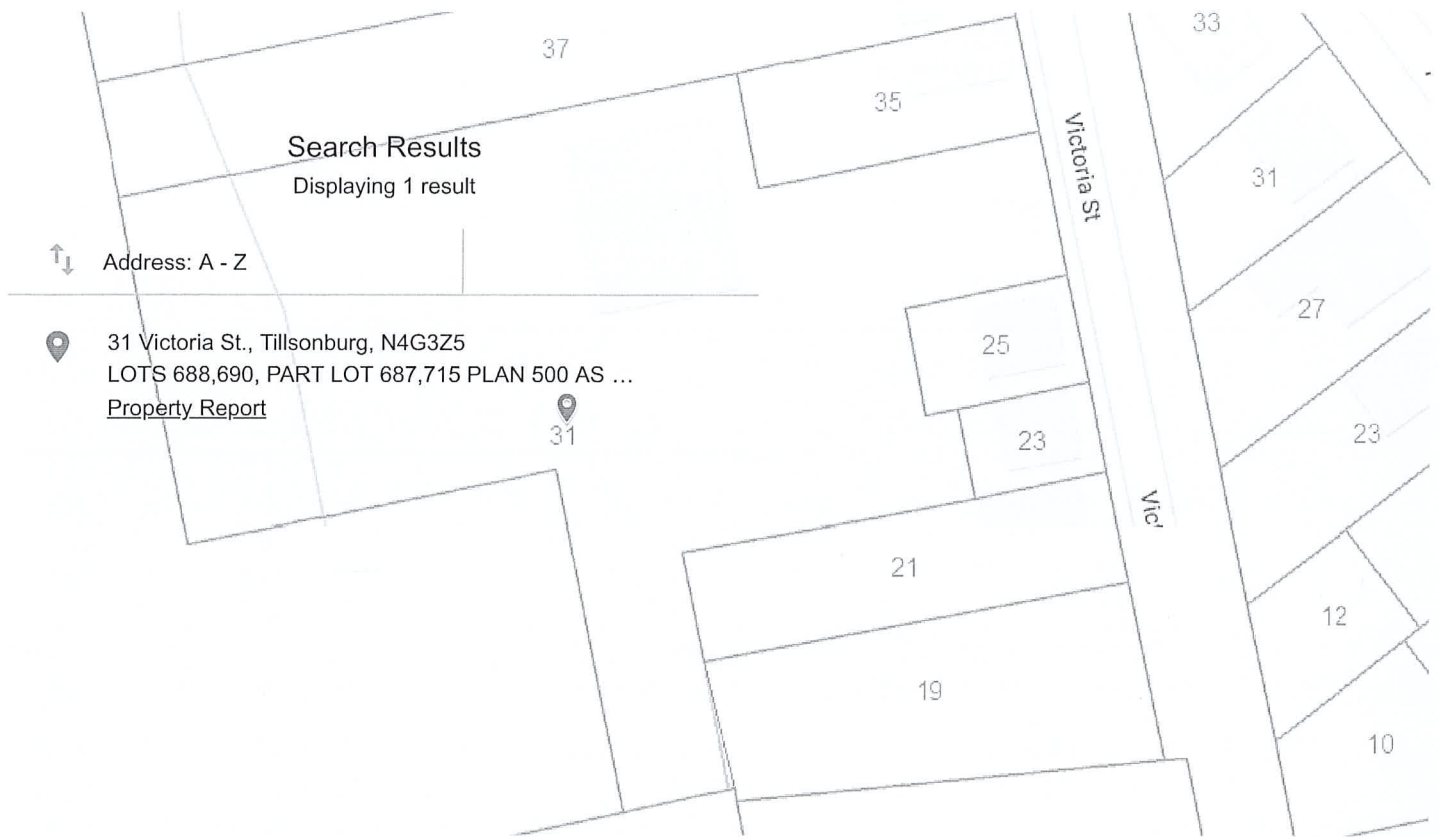 37
33
35
Search Results
Displaying 1 result
Victoria St
31
Address: A - Z
27
31 Victoria St., Tillsonburg, N4G3Z5
25
LOTS 688,690, PART LOT 687,715 PLAN 500 AS ...
Property Report
31
23
23
Vic
21
12
19
10